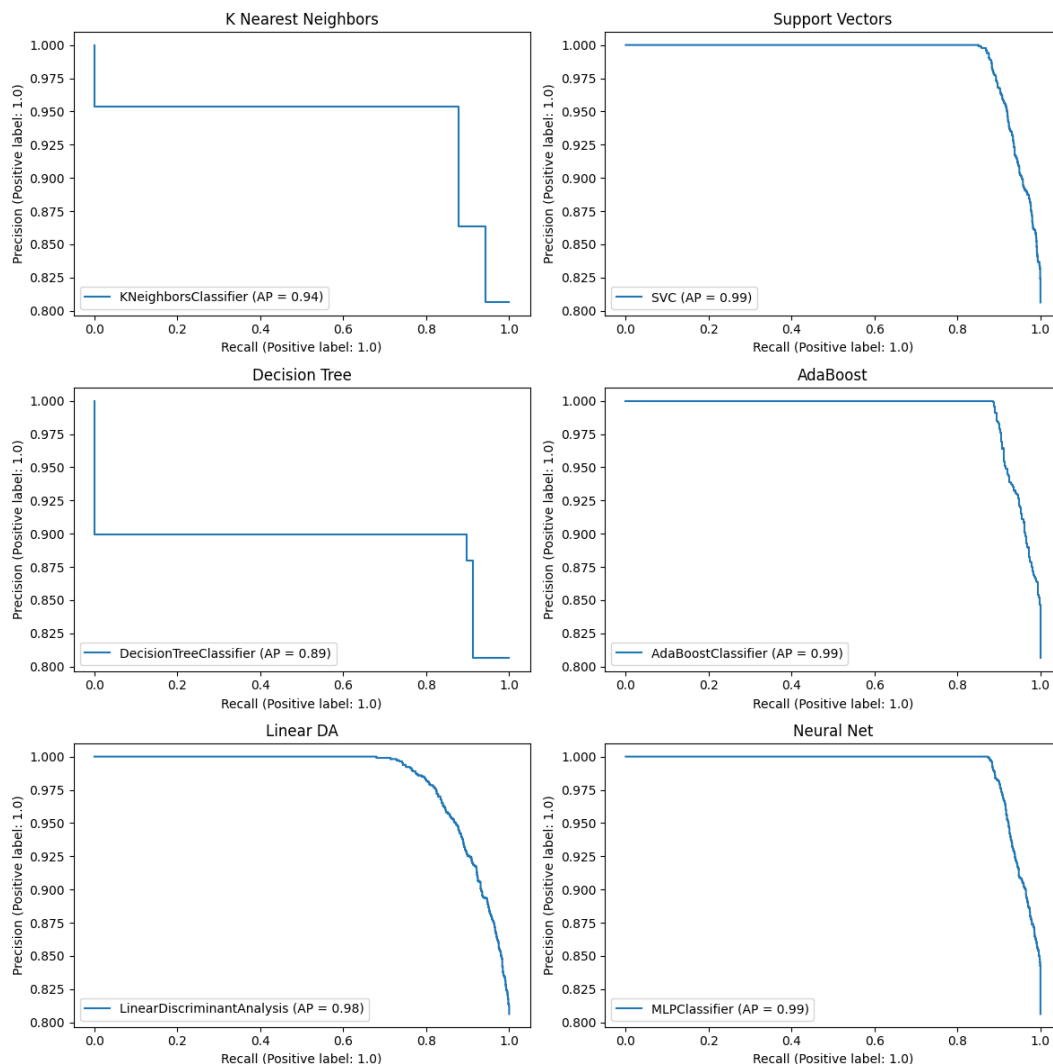 K Nearest Neighbors
Precision (Positive label: 1.0)
1.000
0.975
0.950
0.925
0.900
0.875
0.850
0.825
0.800
KNeighborsClassifier (AP = 0.94)
0.0 0.2 0.4 0.6 0.8 1.0
Recall (Positive label: 1.0)
Support Vectors
Precision (Positive label: 1.0)
1.000
0.975
0.950
0.925
0.900
0.875
0.850
0.825
0.800
SVC (AP = 0.99)
0.0 0.2 0.4 0.6 0.8 1.0
Recall (Positive label: 1.0)
Decision Tree
Precision (Positive label: 1.0)
1.000
0.975
0.950
0.925
0.900
0.875
0.850
0.825
0.800
DecisionTreeClassifier (AP = 0.89)
0.0 0.2 0.4 0.6 0.8 1.0
Recall (Positive label: 1.0)
AdaBoost
Precision (Positive label: 1.0)
1.000
0.975
0.950
0.925
0.900
0.875
0.850
0.825
0.800
AdaBoostClassifier (AP = 0.99)
0.0 0.2 0.4 0.6 0.8 1.0
Recall (Positive label: 1.0)
Linear DA
Precision (Positive label: 1.0)
1.000
0.975
0.950
0.925
0.900
0.875
0.850
0.825
0.800
LinearDiscriminantAnalysis (AP = 0.98)
0.0 0.2 0.4 0.6 0.8 1.0
Recall (Positive label: 1.0)
Neural Net
Precision (Positive label: 1.0)
1.000
0.975
0.950
0.925
0.900
0.875
0.850
0.825
0.800
MLPClassifier (AP = 0.99)
0.0 0.2 0.4 0.6 0.8 1.0
Recall (Positive label: 1.0)